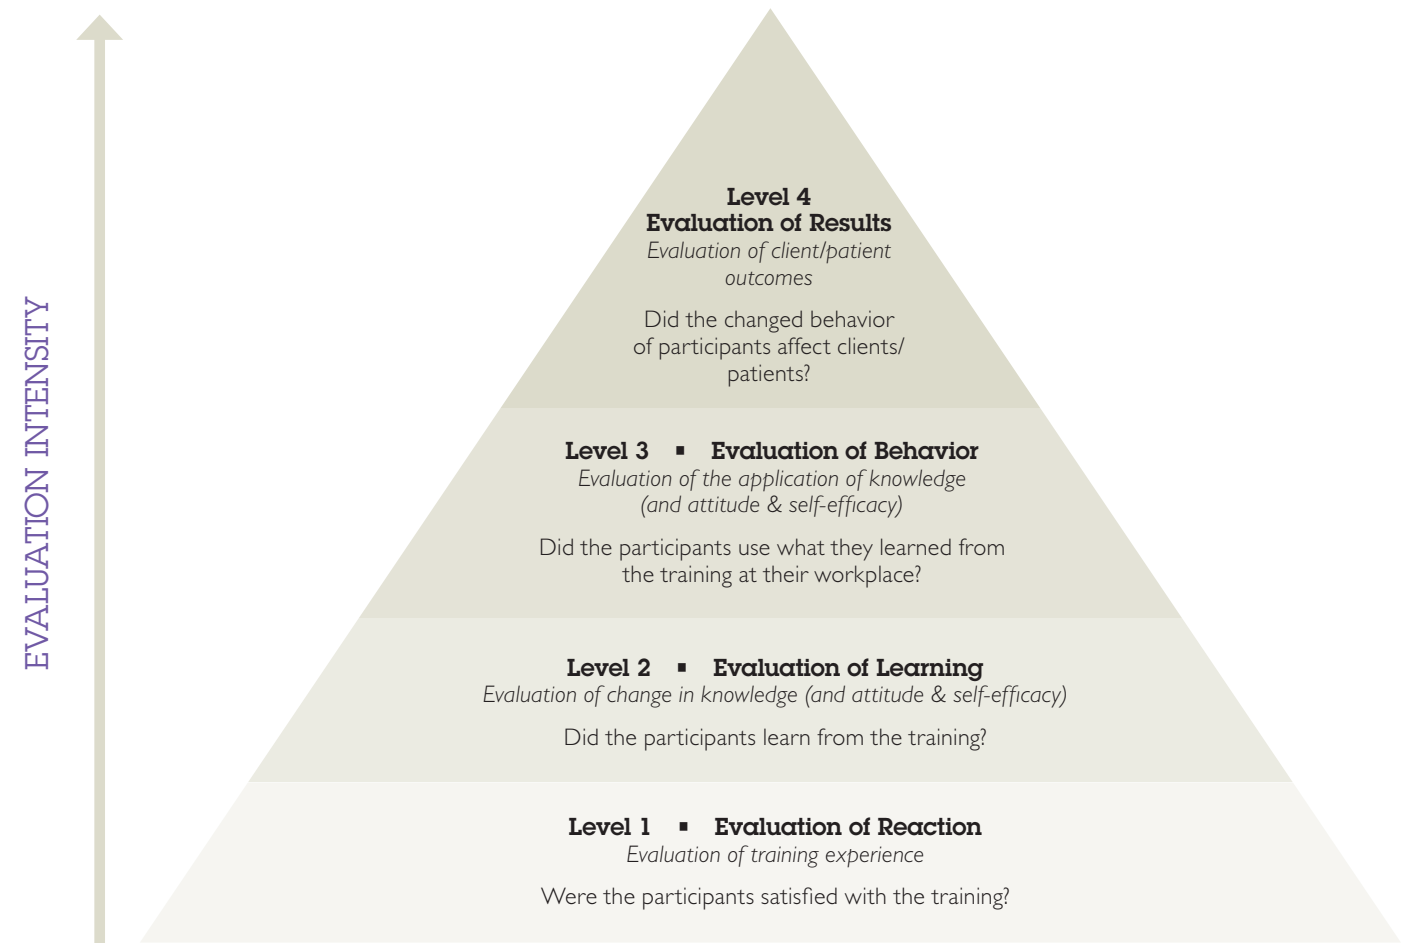 EVALUATION INTENSITY
Level 4
Evaluation of Results
Evaluation of client/patient
outcomes
Did the changed behavior
of participants affect clients/
patients?
Level 3 ▪ Evaluation of Behavior
Evaluation of the application of knowledge
(and attitude & self-efficacy)
Did the participants use what they learned from
the training at their workplace?
Level 2 ▪ Evaluation of Learning
Evaluation of change in knowledge (and attitude & self-efficacy)
Did the participants learn from the training?
Level 1 ▪ Evaluation of Reaction
Evaluation of training experience
Were the participants satisfied with the training?